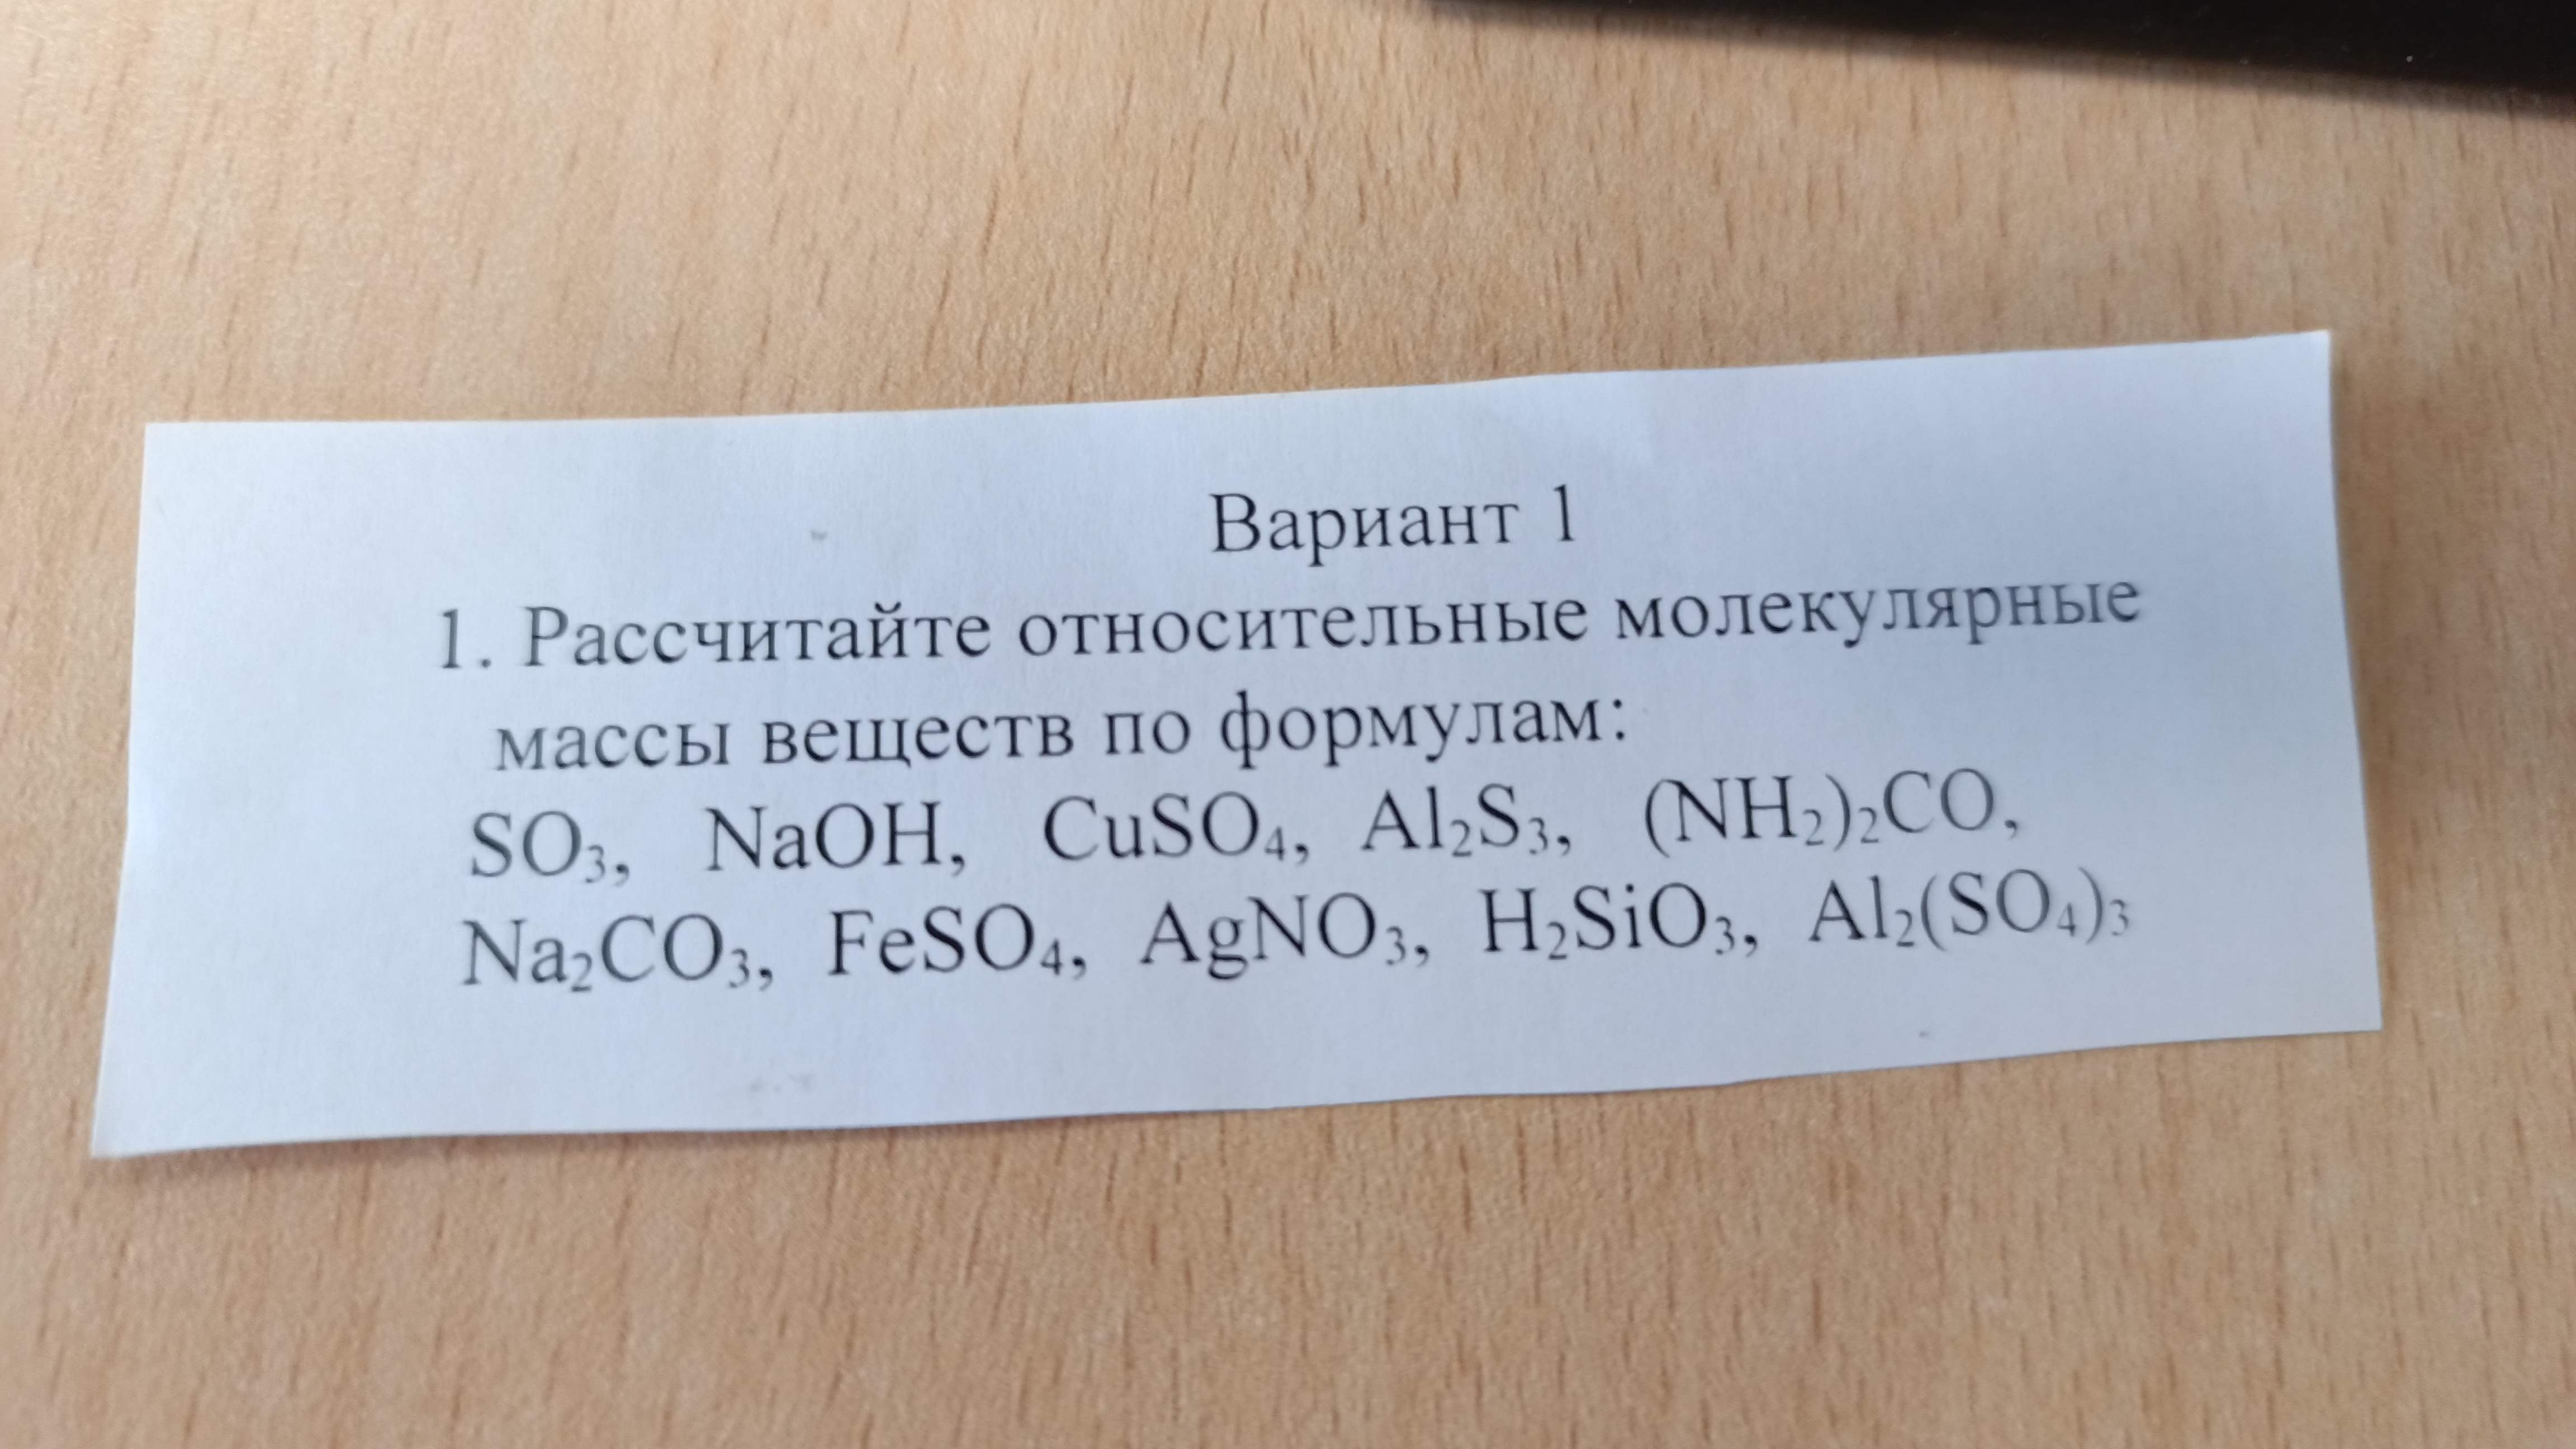 Вариант 1
1. Рассчитайте относительные молекулярные
массы веществ по формулам:
SO₃, NaOH, CuSO₄, Al₂S₃, (NH₂)₂CO,
Na₂CO₃, FeSO₄, AgNO₃, H₂SiO₃, Al₂(SO₄)₃